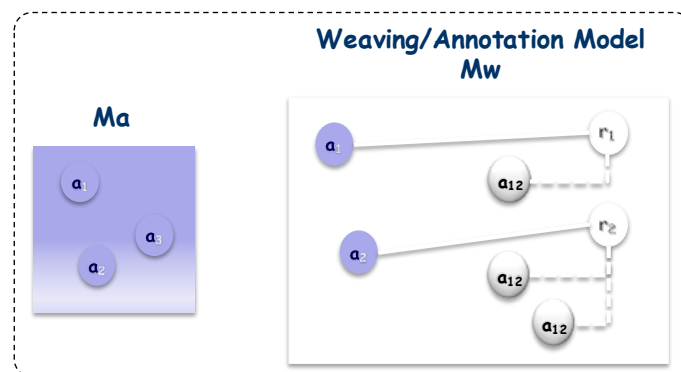 Weaving/Annotation Model
Mw
Ma
a1
a3
a2
a1
r1
a12
a2
r2
a12
a12